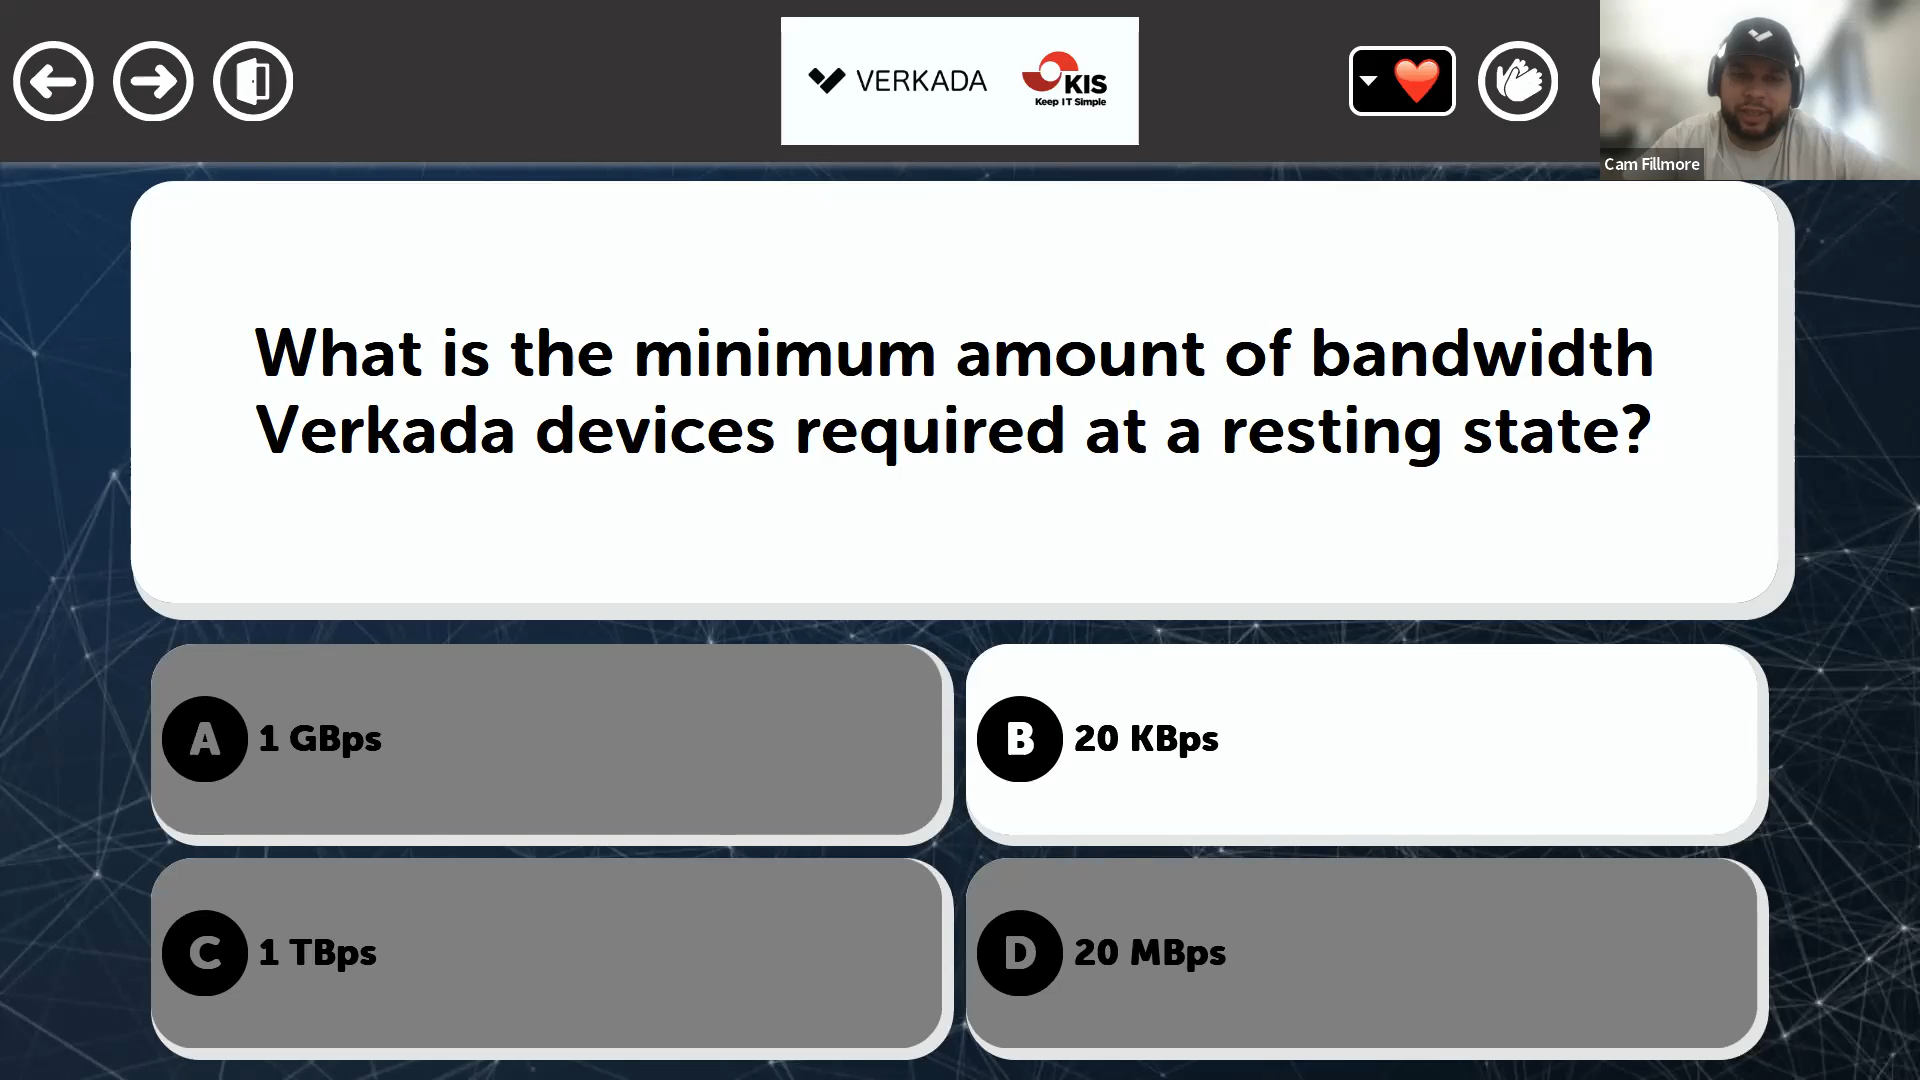 VERKADA
KIS
Keep IT Simple
Cam Fillmore
What is the minimum amount of bandwidth
Verkada devices required at a resting state?
A 1 GBps
B 20 KBps
C 1 TBps
D 20 MBps